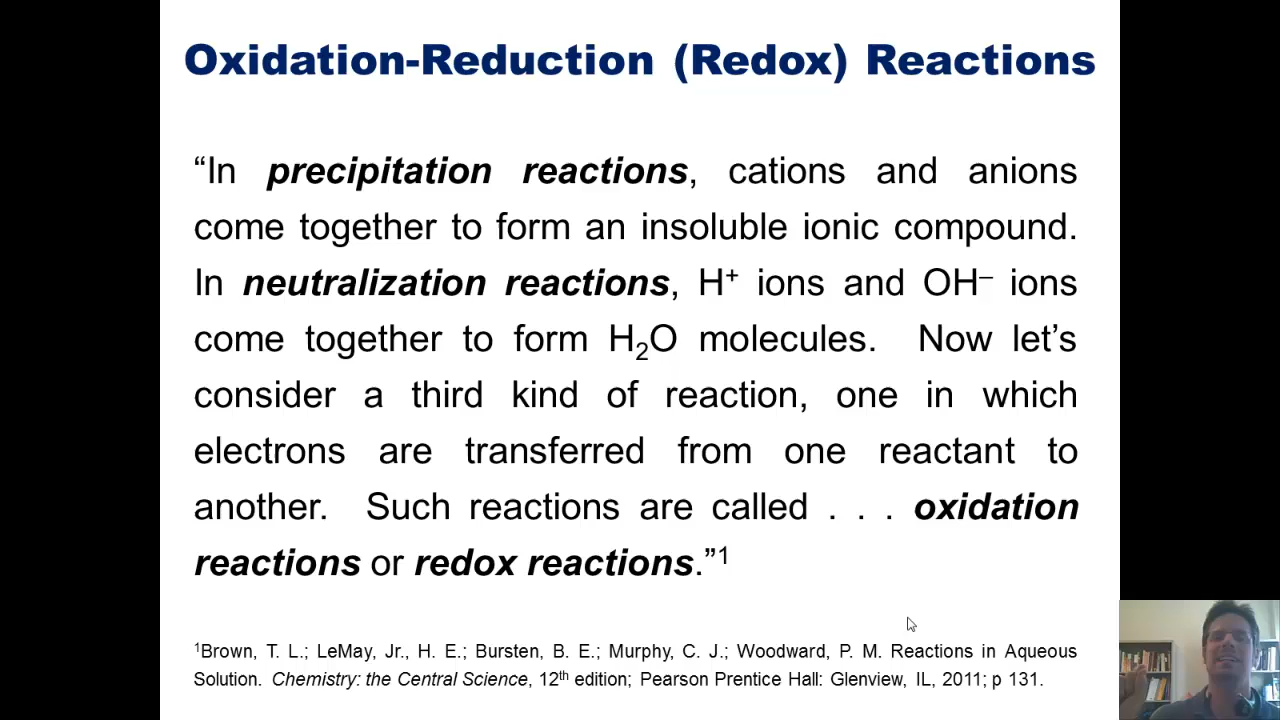 Oxidation-Reduction (Redox) Reactions
“In precipitation reactions, cations and anions
come together to form an insoluble ionic compound.
In neutralization reactions, H⁺ ions and OH⁻ ions
come together to form H₂O molecules. Now let’s
consider a third kind of reaction, one in which
electrons are transferred from one reactant to
another. Such reactions are called . . . oxidation
reactions or redox reactions.”¹
¹Brown, T. L.; LeMay, Jr., H. E.; Bursten, B. E.; Murphy, C. J.; Woodward, P. M. Reactions in Aqueous
Solution. Chemistry: the Central Science, 12ᵗʰ edition; Pearson Prentice Hall: Glenview, IL, 2011; p 131.